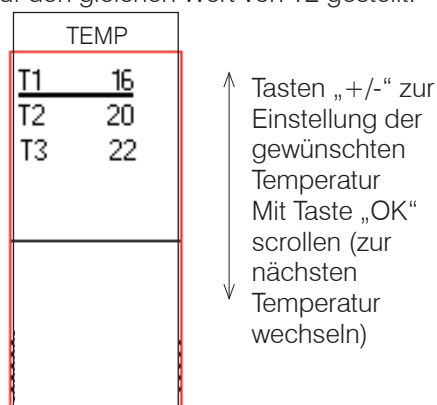 auf den gleichen Wert von T2 gestellt.
TEMP
T1 16
T2 20
T3 22
Tasten „+/-“ zur
Einstellung der
gewünschten
Temperatur
Mit Taste „OK“
scrollen (zur
nächsten
Temperatur
wechseln)